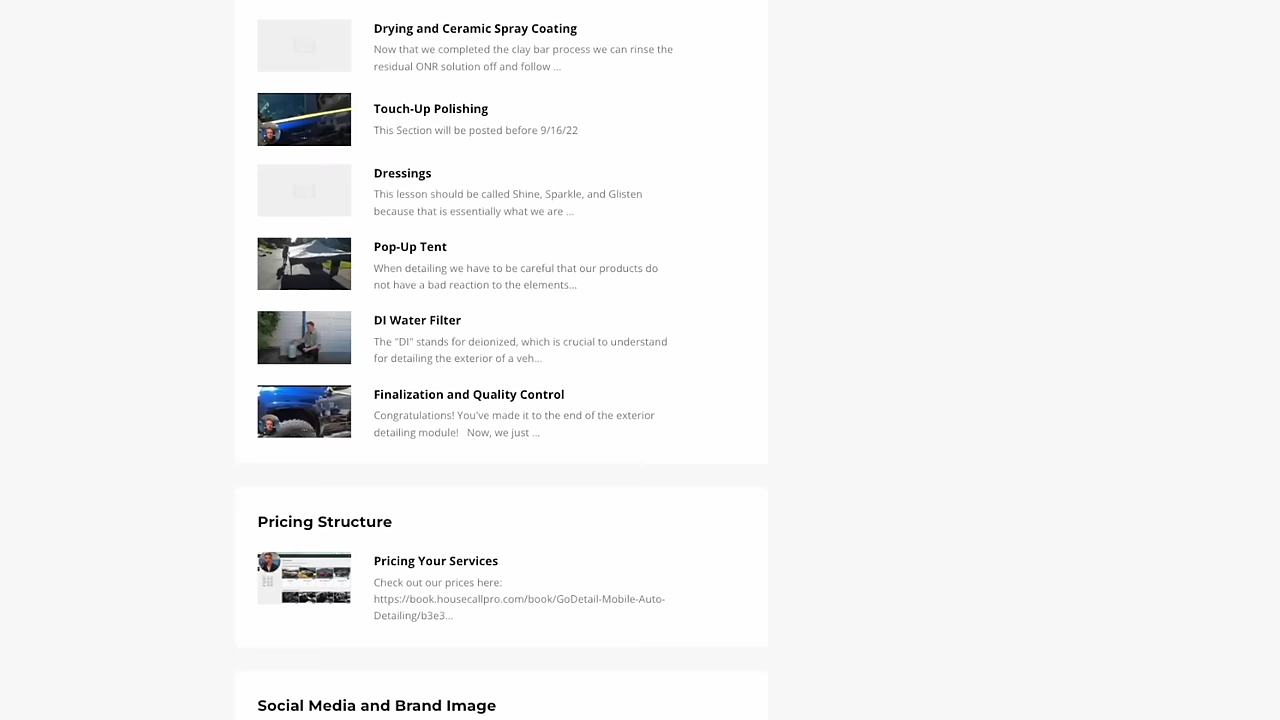 Drying and Ceramic Spray Coating
Now that we completed the clay bar process we can rinse the
residual ONR solution off and follow ...
Touch-Up Polishing
This Section will be posted before 9/16/22
Dressings
This lesson should be called Shine, Sparkle, and Glisten
because that is essentially what we are ...
Pop-Up Tent
When detailing we have to be careful that our products do
not have a bad reaction to the elements...
DI Water Filter
The "DI" stands for deionized, which is crucial to understand
for detailing the exterior of a veh...
Finalization and Quality Control
Congratulations! You've made it to the end of the exterior
detailing module!   Now, we just ...
Pricing Structure
Pricing Your Services
Check out our prices here:
https://book.housecallpro.com/book/GoDetail-Mobile-Auto-
Detailing/b3e3...
Social Media and Brand Image